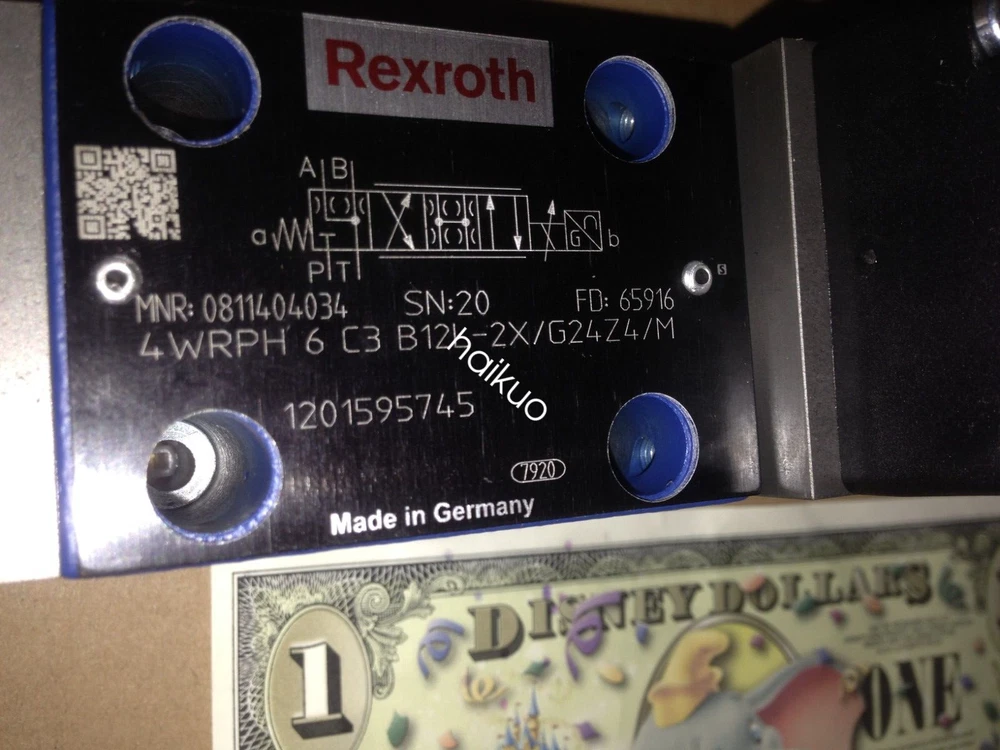 Rexroth
A B
a G b
P T
MNR: 0811404034 SN:20 FD: 65916
4WRPH 6 C3 B12L-2X/G24Z4/M
haikuo
1201595745
7920
Made in Germany
DISNEY DOLLARS
1
ONE